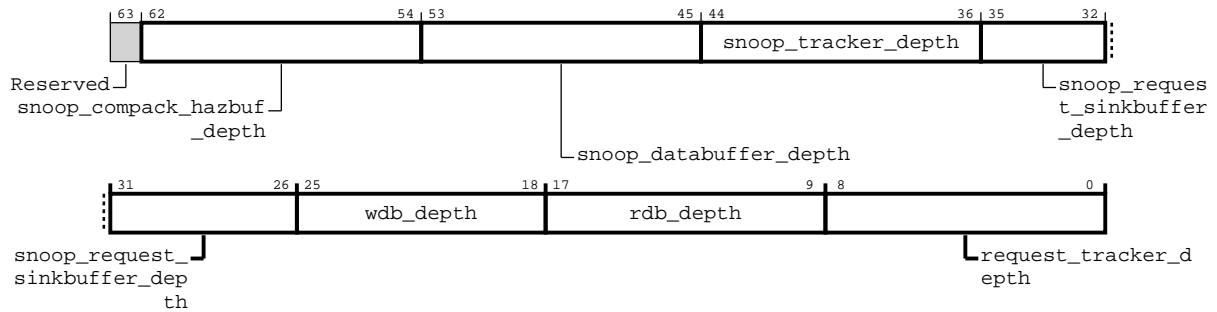 63 62 54 53 45 44 36 35 32
snoop_tracker_depth
Reserved
snoop_compack_hazbuf
_depth
snoop_reques
t_sinkbuffer
_depth
snoop_databuffer_depth
31 26 25 18 17 9 8 0
wdb_depth rdb_depth
snoop_request_
sinkbuffer_dep
th
request_tracker_d
epth